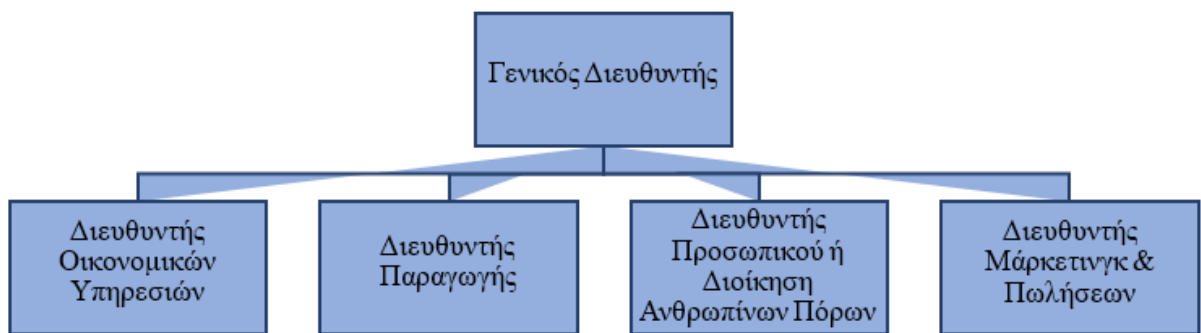 Γενικός Διευθυντής
Διευθυντής
Οικονομικών
Υπηρεσιών
Διευθυντής
Παραγωγής
Διευθυντής
Προσωπικού ή
Διοίκηση
Ανθρωπίνων Πόρων
Διευθυντής
Μάρκετινγκ &
Πωλήσεων